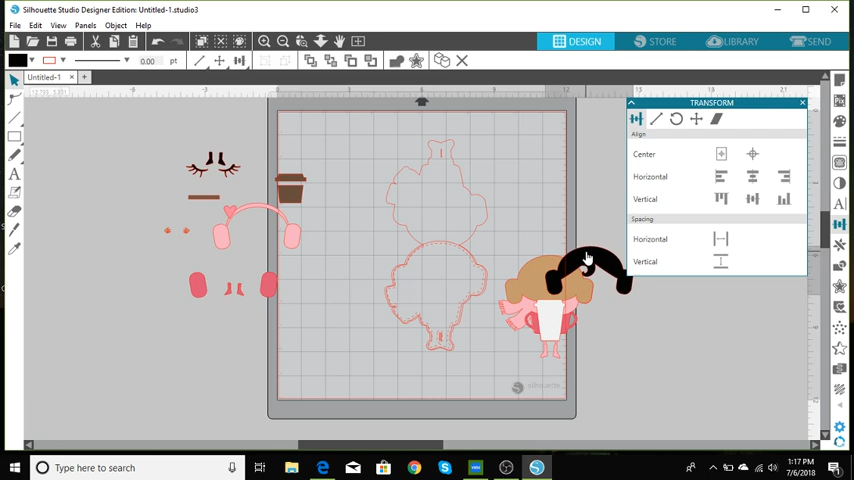 Silhouette Studio Designer Edition: Untitled-1.studio3
File Edit View Panels Object Help
DESIGN STORE LIBRARY SEND
0.00 pt
Untitled-1
TRANSFORM
Align
Center
Horizontal
Vertical
Spacing
Horizontal
Vertical
silhouette
Type here to search
1:17 PM
7/6/2018